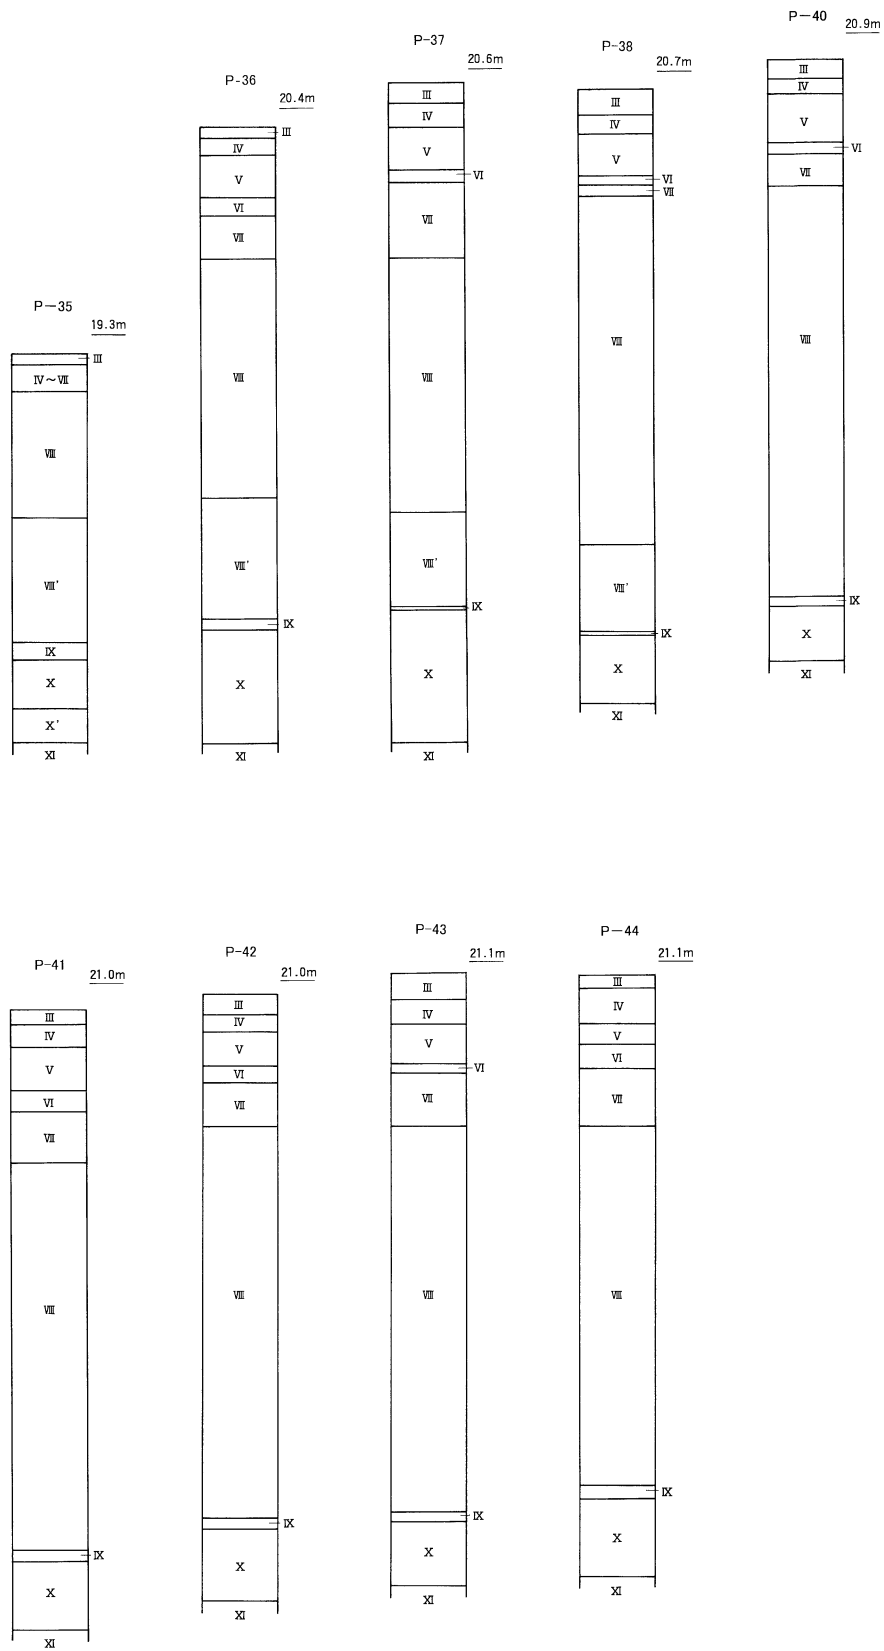 P-35
19.3m
III
IV～VII
VIII
VIII'
IX
X
X'
XI
P-36
20.4m
III
IV
V
VI
VII
VIII
VIII'
IX
X
XI
P-37
20.6m
III
IV
V
VI
VII
VIII
VIII'
IX
X
XI
P-38
20.7m
III
IV
V
VI
VII
VIII
VIII'
IX
X
XI
P-40
20.9m
III
IV
V
VI
VII
VIII
IX
X
XI
P-41
21.0m
III
IV
V
VI
VII
VIII
IX
X
XI
P-42
21.0m
III
IV
V
VI
VII
VIII
IX
X
XI
P-43
21.1m
III
IV
V
VI
VII
VIII
IX
X
XI
P-44
21.1m
III
IV
V
VI
VII
VIII
IX
X
XI